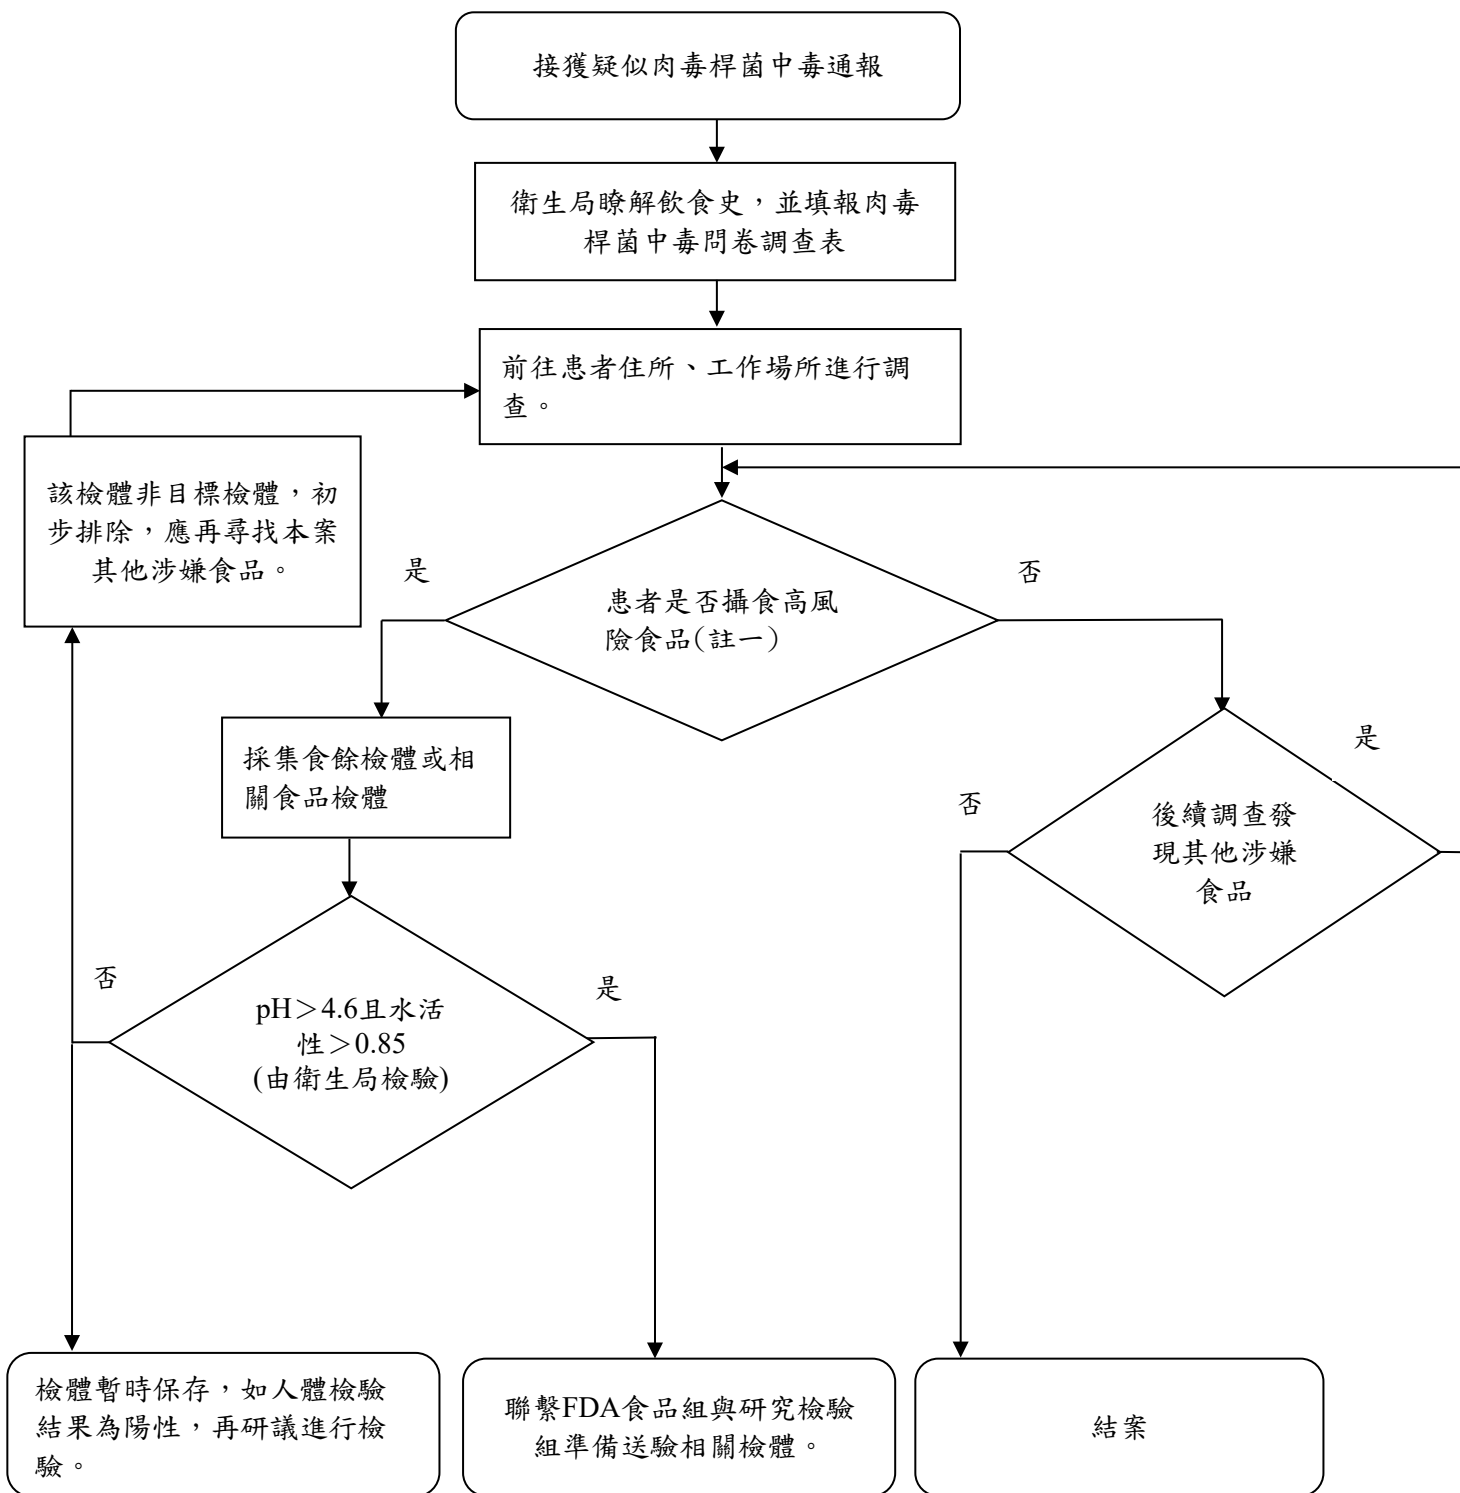 接獲疑似肉毒桿菌中毒通報
衛生局瞭解飲食史，並填報肉毒
桿菌中毒問卷調查表
前往患者住所、工作場所進行調
查。
該檢體非目標檢體，初
步排除，應再尋找本案
其他涉嫌食品。
是
否
患者是否攝食高風
險食品(註一)
採集食餘檢體或相
關食品檢體
是
否
後續調查發
現其他涉嫌
食品
否
是
pH＞4.6且水活
性＞0.85
(由衛生局檢驗)
檢體暫時保存，如人體檢驗
結果為陽性，再研議進行檢
驗。
聯繫FDA食品組與研究檢驗
組準備送驗相關檢體。
結案